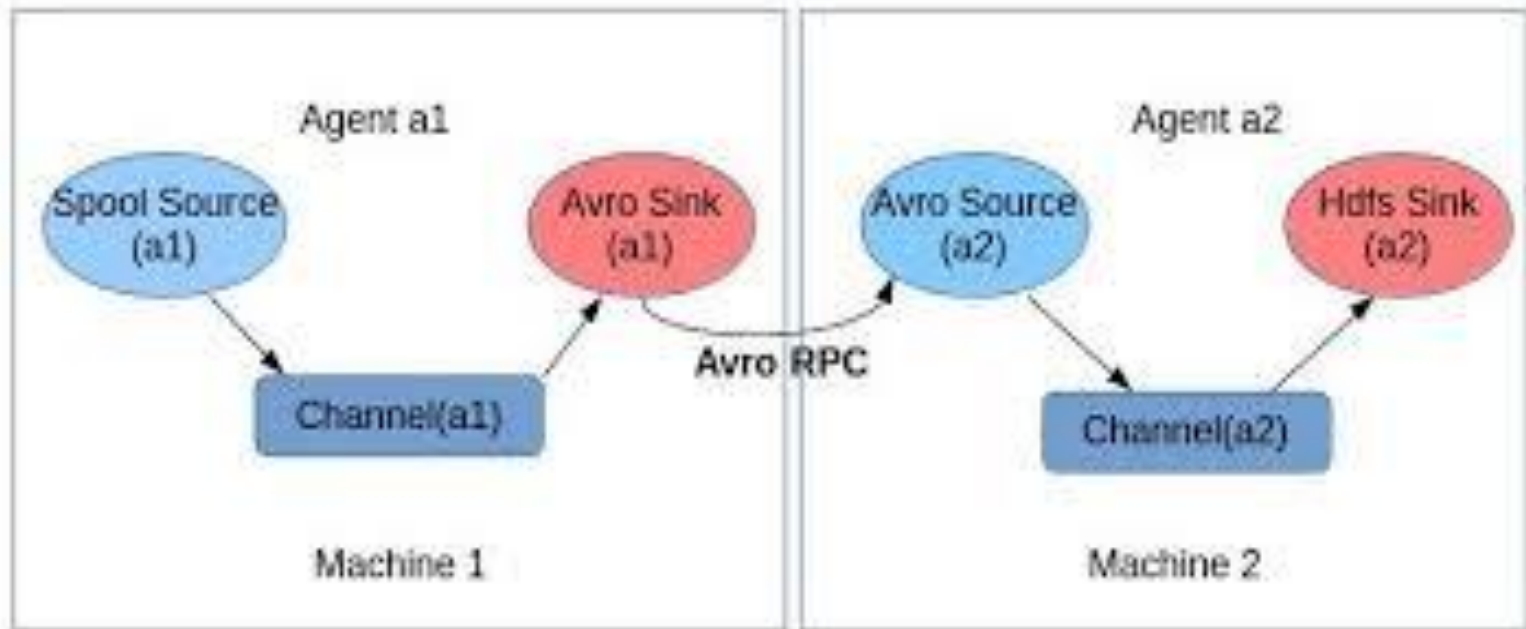 Agent a1
Spool Source
(a1)
Avro Sink
(a1)
Channel(a1)
Machine 1
Avro RPC
Agent a2
Avro Source
(a2)
Hdfs Sink
(a2)
Channel(a2)
Machine 2